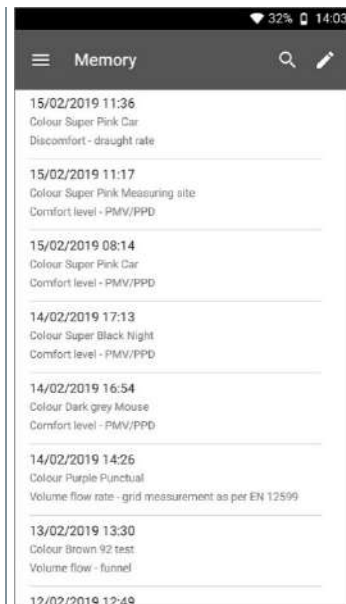 32% 14:03
Memory
15/02/2019 11:36
Colour Super Pink Car
Discomfort - draught rate
15/02/2019 11:17
Colour Super Pink Measuring site
Comfort level - PMV/PPD
15/02/2019 08:14
Colour Super Pink Car
Comfort level - PMV/PPD
14/02/2019 17:13
Colour Super Black Night
Comfort level - PMV/PPD
14/02/2019 16:54
Colour Dark grey Mouse
Comfort level - PMV/PPD
14/02/2019 14:26
Colour Purple Punctual
Volume flow rate - grid measurement as per EN 12599
13/02/2019 13:30
Colour Brown 92 test
Volume flow - funnel
12/02/2019 12:49